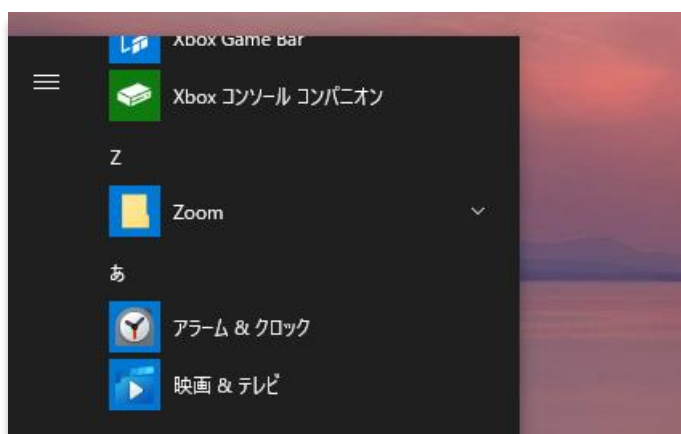 Xbox Game Bar
Xbox コンソール コンパニオン
Z
Zoom
あ
アラーム & クロック
映画 & テレビ